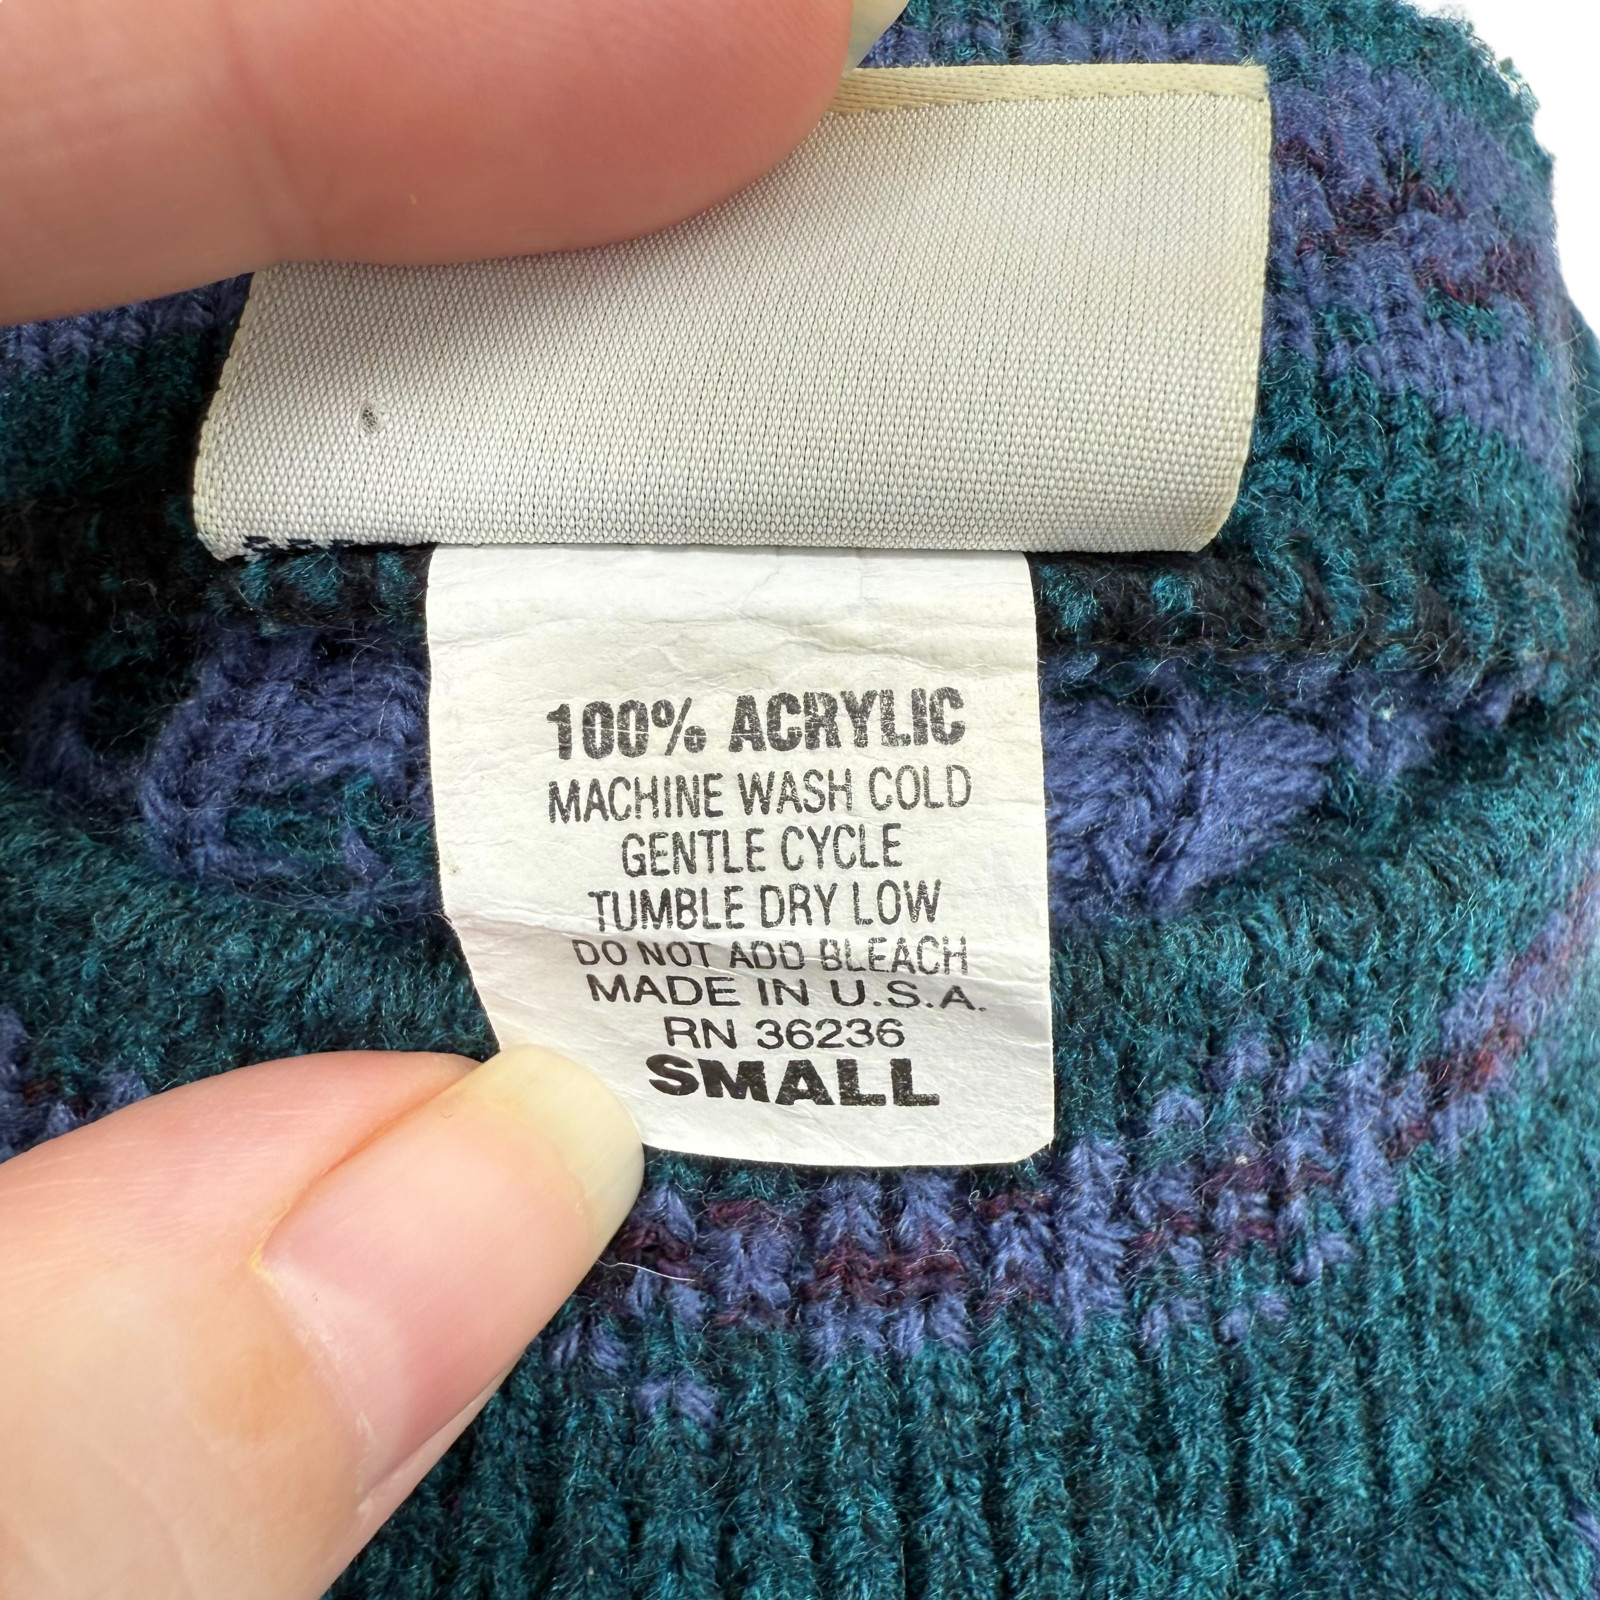 100% ACRYLIC
MACHINE WASH COLD
GENTLE CYCLE
TUMBLE DRY LOW
DO NOT ADD BLEACH
MADE IN U.S.A.
RN 36236
SMALL